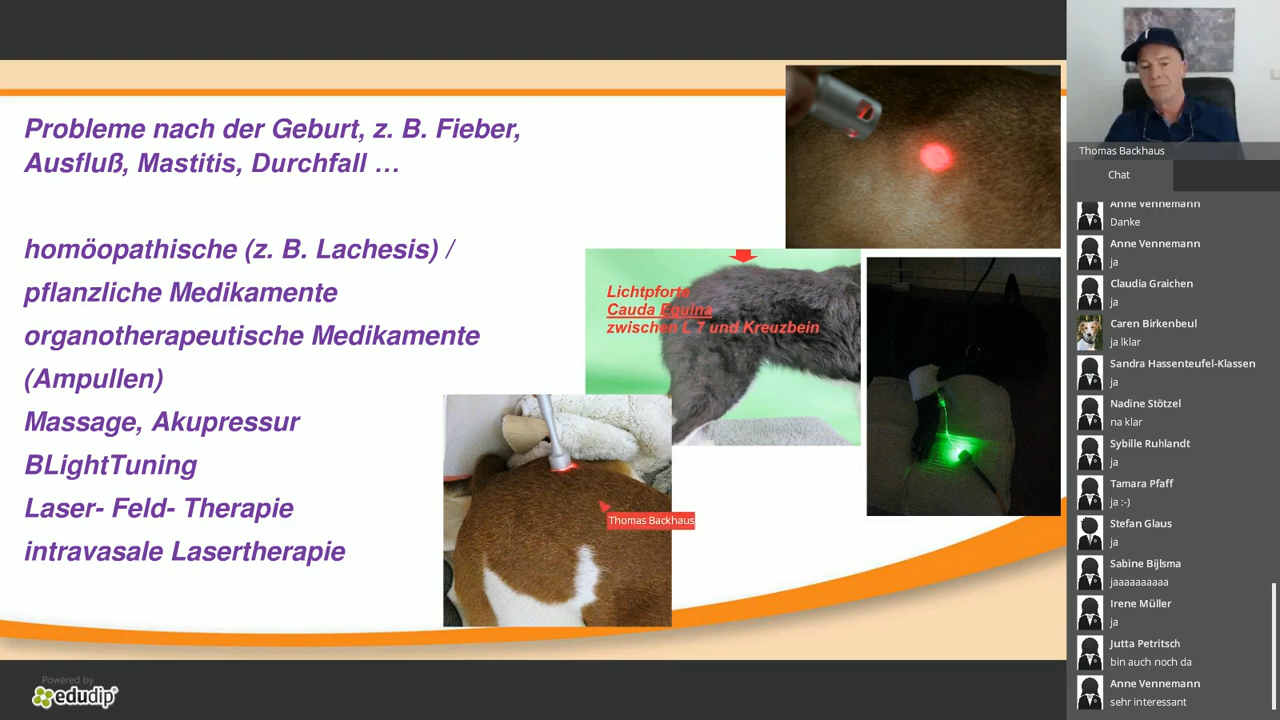 Probleme nach der Geburt, z. B. Fieber,
Ausfluß, Mastitis, Durchfall …
homöopathische (z. B. Lachesis) /
pflanzliche Medikamente
organotherapeutische Medikamente
(Ampullen)
Massage, Akupressur
BLightTuning
Laser- Feld- Therapie
intravasale Lasertherapie
Lichtpforte
Cauda Equina
zwischen L 7 und Kreuzbein
Thomas Backhaus
Powered by
edudip
Thomas Backhaus
Chat
Anne Vennemann
Danke
Anne Vennemann
ja
Claudia Graichen
ja
Caren Birkenbeul
ja lklar
Sandra Hassenteufel-Klassen
ja
Nadine Stötzel
na klar
Sybille Ruhlandt
ja
Tamara Pfaff
ja :-)
Stefan Glaus
ja
Sabine Bijlsma
jaaaaaaaaaa
Irene Müller
ja
Jutta Petritsch
bin auch noch da
Anne Vennemann
sehr interessant